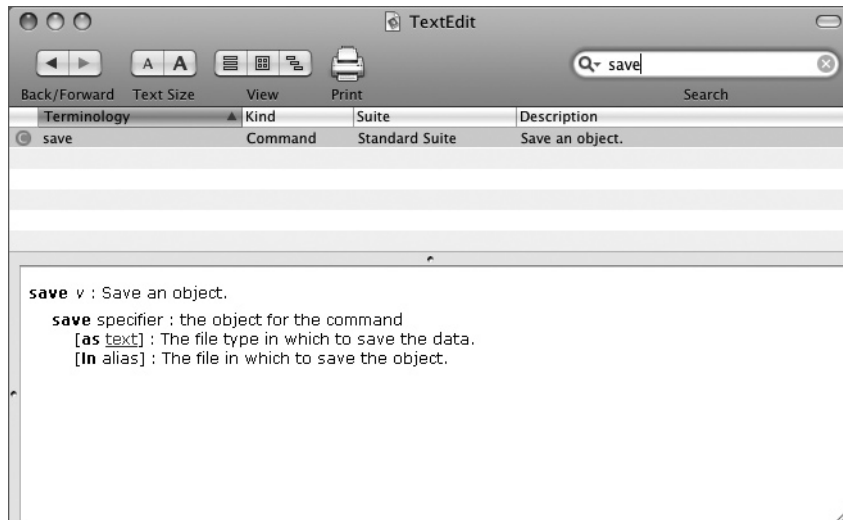 TextEdit
A A
save
Back/Forward Text Size View Print Search
Terminology Kind Suite Description
C save Command Standard Suite Save an object.
save v : Save an object.
save specifier : the object for the command
[as text] : The file type in which to save the data.
[in alias] : The file in which to save the object.